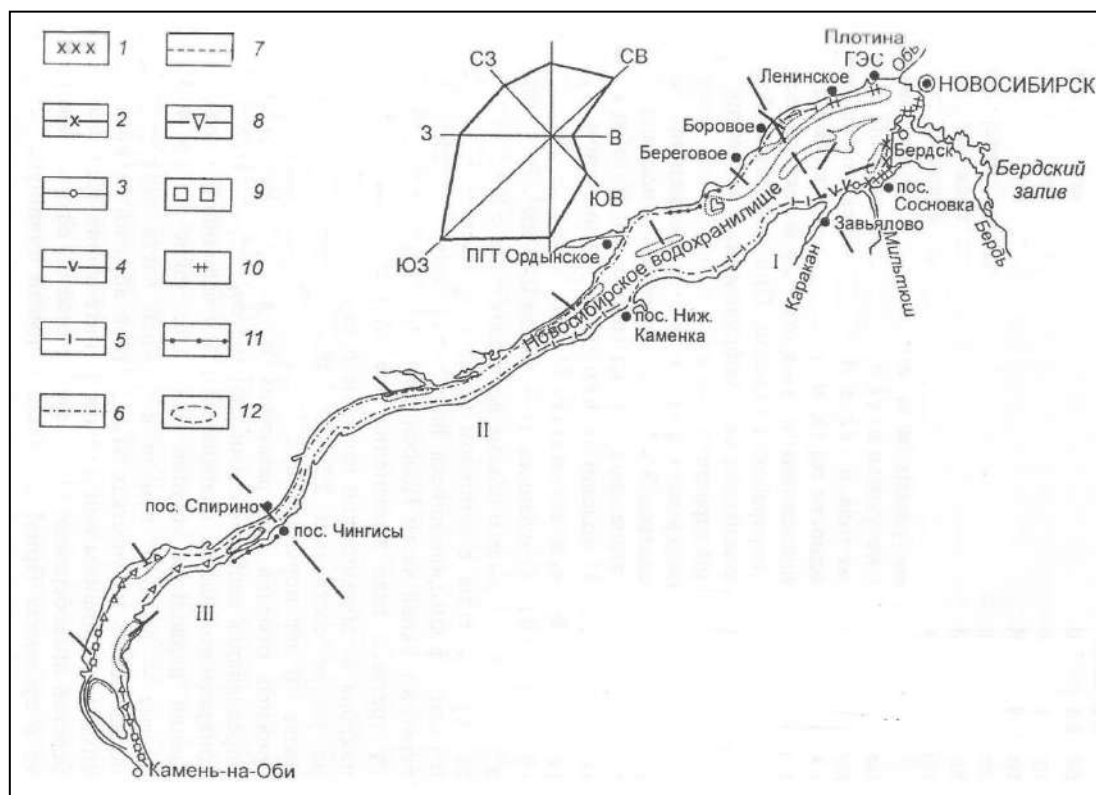 1
2
3
4
5
6
7
8
9
10
11
12
СЗ
СВ
З
В
ЮВ
ЮЗ
Плотина
ГЭС
Обь
НОВОСИБИРСК
Ленинское
Боровое
Береговое
Бердск
Бердский
залив
пос.
Сосновка
Завьялово
Бердь
Мильтюш
Каракан
ПГТ Ордынское
Новосибирское водохранилище
I
пос. Ниж.
Каменка
II
пос. Спирино
пос. Чингисы
III
Камень-на-Оби